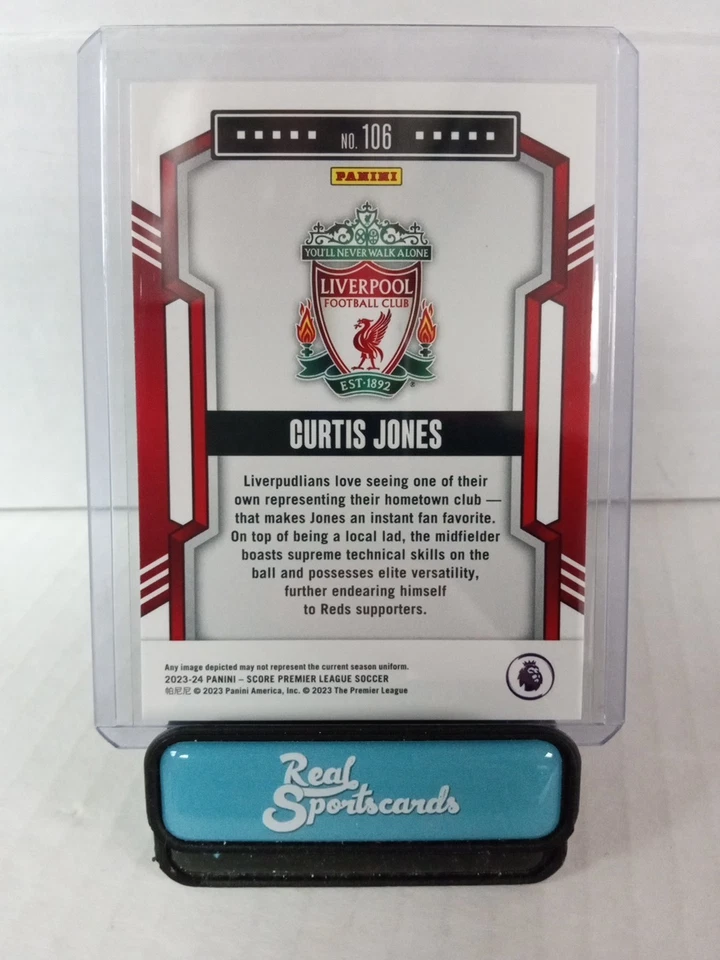 NO. 106
PANINI
YOU'LL NEVER WALK ALONE
LIVERPOOL
FOOTBALL CLUB
EST·1892
®
CURTIS JONES
Liverpudlians love seeing one of their
own representing their hometown club —
that makes Jones an instant fan favorite.
On top of being a local lad, the midfielder
boasts supreme technical skills on the
ball and possesses elite versatility,
further endearing himself
to Reds supporters.
Any image depicted may not represent the current season uniform.
2023-24 PANINI – SCORE PREMIER LEAGUE SOCCER
帕尼尼 © 2023 Panini America, Inc. © 2023 The Premier League
Real
Sportscards